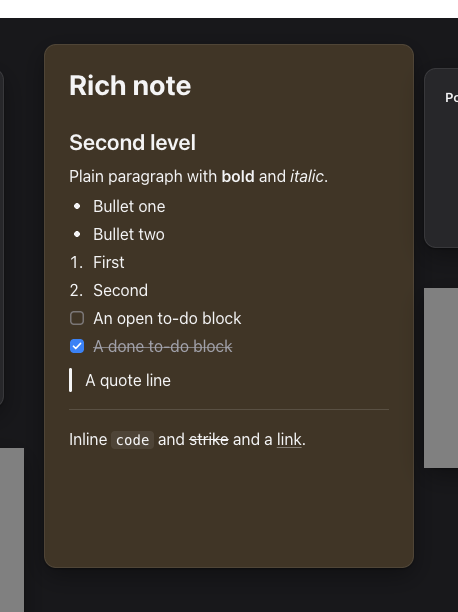 Rich note
Second level
Plain paragraph with bold and italic.
• Bullet one
• Bullet two
1. First
2. Second
An open to-do block
A done to-do block
A quote line
Inline code and strike and a link.